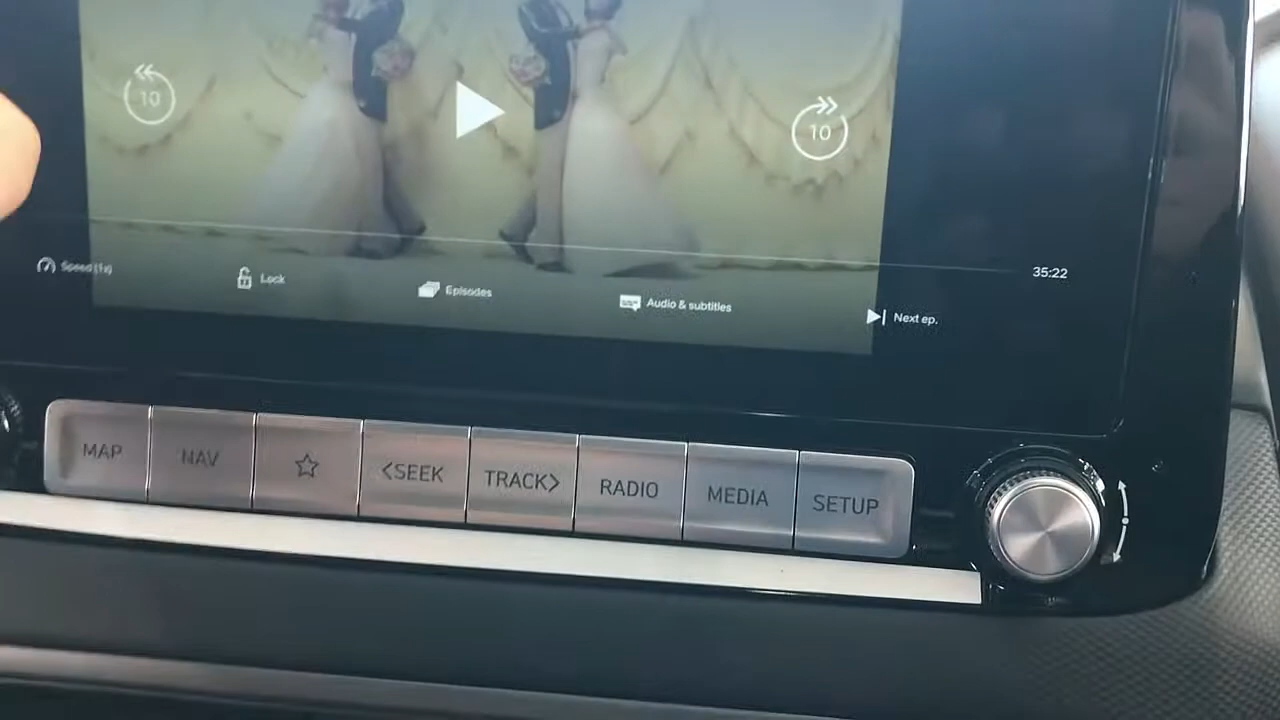 10
10
35:22
Speed (1x)
Lock
Episodes
Audio & subtitles
Next ep.
MAP
NAV
<SEEK
TRACK>
RADIO
MEDIA
SETUP